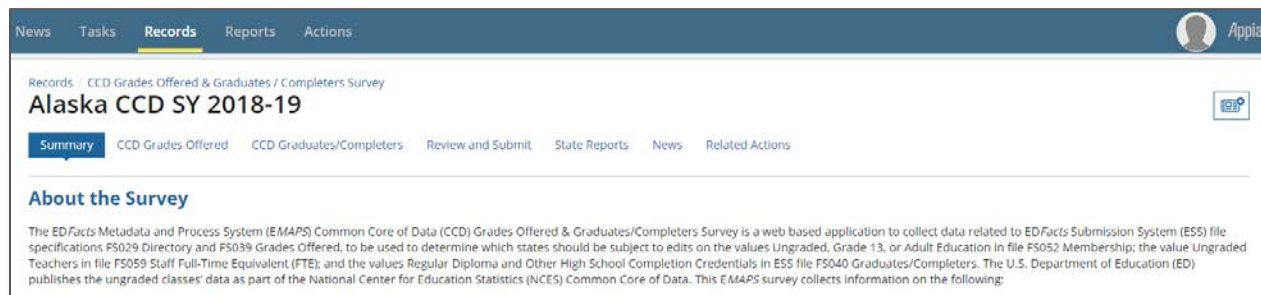 News Tasks Records Reports Actions
Records / CCD Grades Offered & Graduates / Completers Survey
Alaska CCD SY 2018-19
Summary CCD Grades Offered CCD Graduates/Completers Review and Submit State Reports News Related Actions
About the Survey
The EDFacts Metadata and Process System (EMAPS) Common Core of Data (CCD) Grades Offered & Graduates/Completers Survey is a web based application to collect data related to EDFacts Submission System (ESS) file
specifications FS029 Directory and FS039 Grades Offered, to be used to determine which states should be subject to edits on the values Ungraded, Grade 13, or Adult Education in file FS052 Membership; the value Ungraded
Teachers in file FS059 Staff Full-Time Equivalent (FTE); and the values Regular Diploma and Other High School Completion Credentials in ESS file FS040 Graduates/Completers. The U.S. Department of Education (ED)
publishes the ungraded classes' data as part of the National Center for Education Statistics (NCES) Common Core of Data. This EMAPS survey collects information on the following: